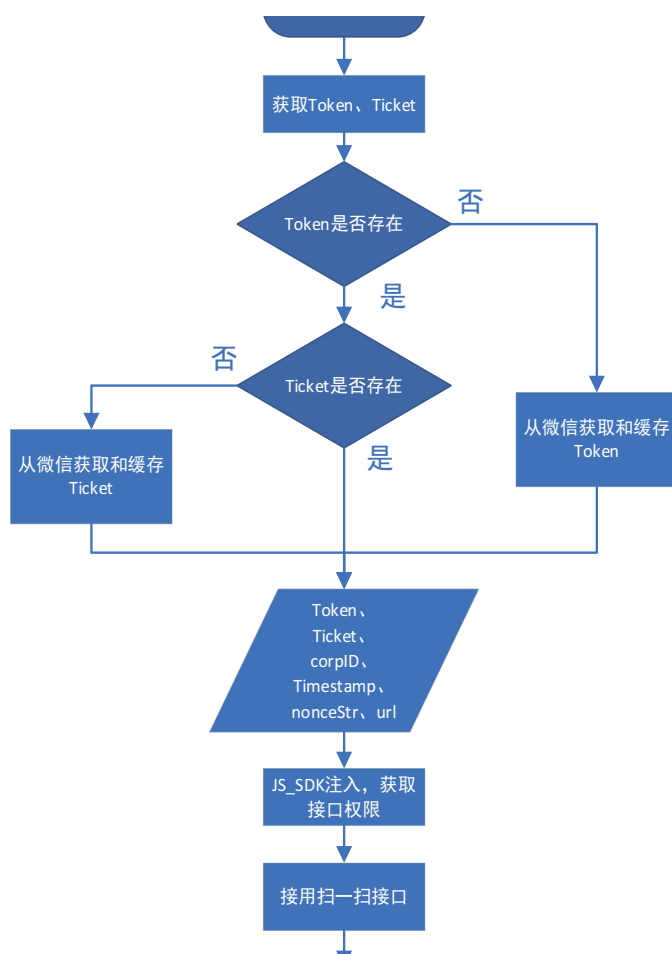 获取Token、Ticket
Token是否存在
否
是
否
Ticket是否存在
从微信获取和缓存
Token
从微信获取和缓存
Ticket
是
Token、
Ticket、
corpID、
Timestamp、
nonceStr、url
JS_SDK注入，获取
接口权限
接用扫一扫接口